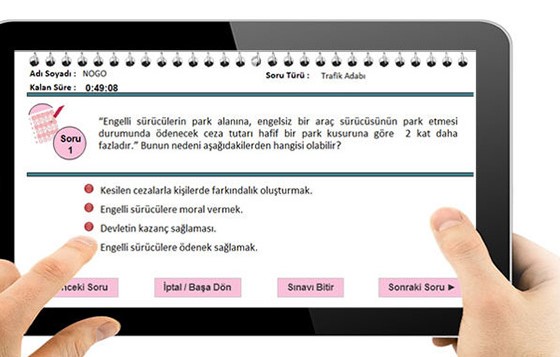 Adı Soyadı : NOGO
Soru Türü : Trafik Adabı
Kalan Süre : 0:49:08
Soru
1
"Engelli sürücülerin park alanına, engelsiz bir araç sürücüsünün park etmesi
durumunda ödenecek ceza tutarı hafif bir park kusuruna göre 2 kat daha
fazladır." Bunun nedeni aşağıdakilerden hangisi olabilir?
Kesilen cezalarla kişilerde farkındalık oluşturmak.
Engelli sürücülere moral vermek.
Devletin kazanç sağlaması.
Engelli sürücülere ödenek sağlamak.
Soru
İptal / Başa Dön
Sınavı Bitir
Sonraki Soru ►